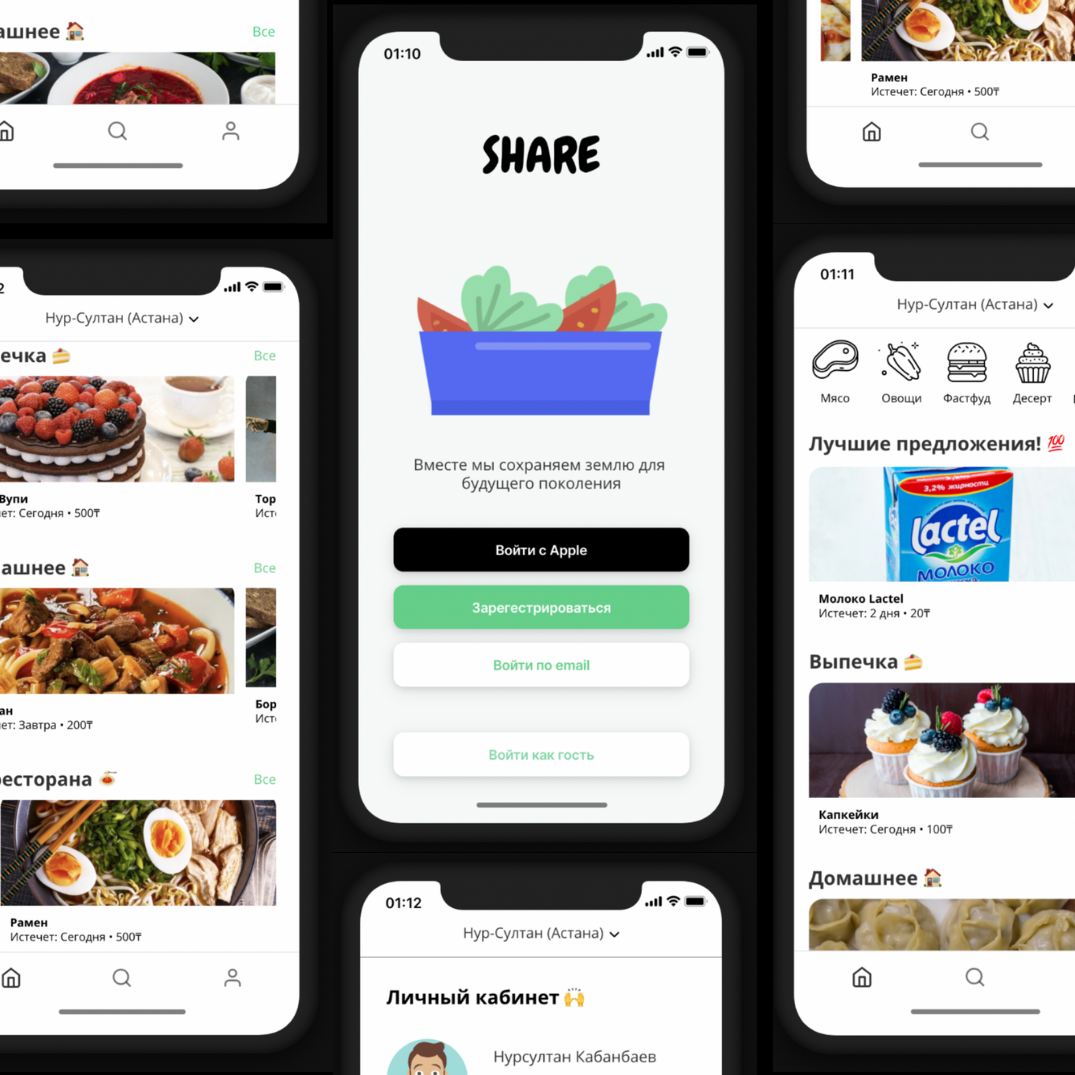 ашнее
Все
2
Нур-Султан (Астана)
ечка
Все
Вупи
ет: Сегодня • 500₸
Тор
Ист
ашнее
Все
ан
ет: Завтра • 200₸
Бор
Ист
ресторана
Все
Рамен
Истечет: Сегодня • 500₸
01:10
SHARE
Вместе мы сохраняем землю для
будущего поколения
Войти с Apple
Зарегестрироваться
Войти по email
Войти как гость
01:12
Нур-Султан (Астана)
Личный кабинет
Нурсултан Кабанбаев
Рамен
Истечет: Сегодня • 500₸
01:11
Нур-Султан (Астана)
Мясо
Овощи
Фастфуд
Десерт
Лучшие предложения! 💯
3,2% жирности
lactel
МОЛОКО
Молоко Lactel
Истечет: 2 дня • 20₸
Выпечка
Капкейки
Истечет: Сегодня • 100₸
Домашнее